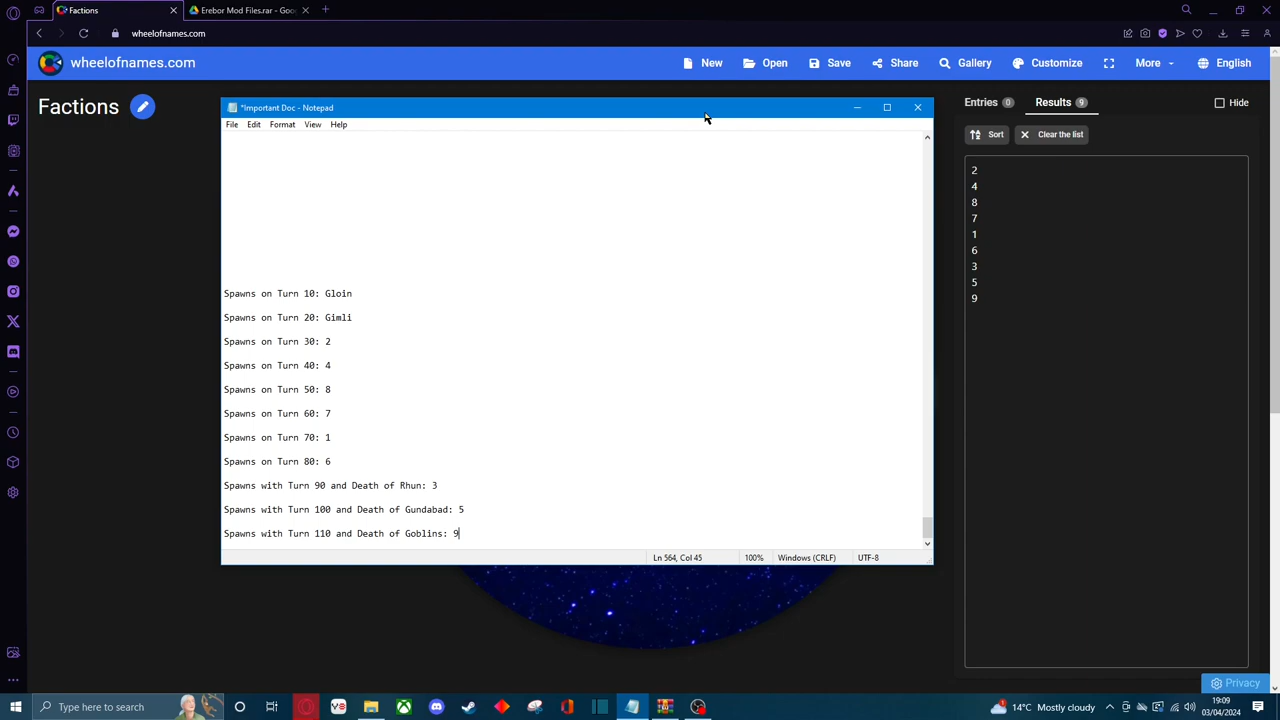 Factions
Erebor Mod Files.rar - Goo
wheelofnames.com
wheelofnames.com
New
Open
Save
Share
Gallery
Customize
More
English
Factions
*Important Doc - Notepad
File Edit Format View Help
Spawns on Turn 10: Gloin
Spawns on Turn 20: Gimli
Spawns on Turn 30: 2
Spawns on Turn 40: 4
Spawns on Turn 50: 8
Spawns on Turn 60: 7
Spawns on Turn 70: 1
Spawns on Turn 80: 6
Spawns with Turn 90 and Death of Rhun: 3
Spawns with Turn 100 and Death of Gundabad: 5
Spawns with Turn 110 and Death of Goblins: 9
Ln 564, Col 45
100%
Windows (CRLF)
UTF-8
Entries 0
Results 9
Hide
Sort
Clear the list
2
4
8
7
1
6
3
5
9
Privacy
Type here to search
14°C Mostly cloudy
19:09
03/04/2024